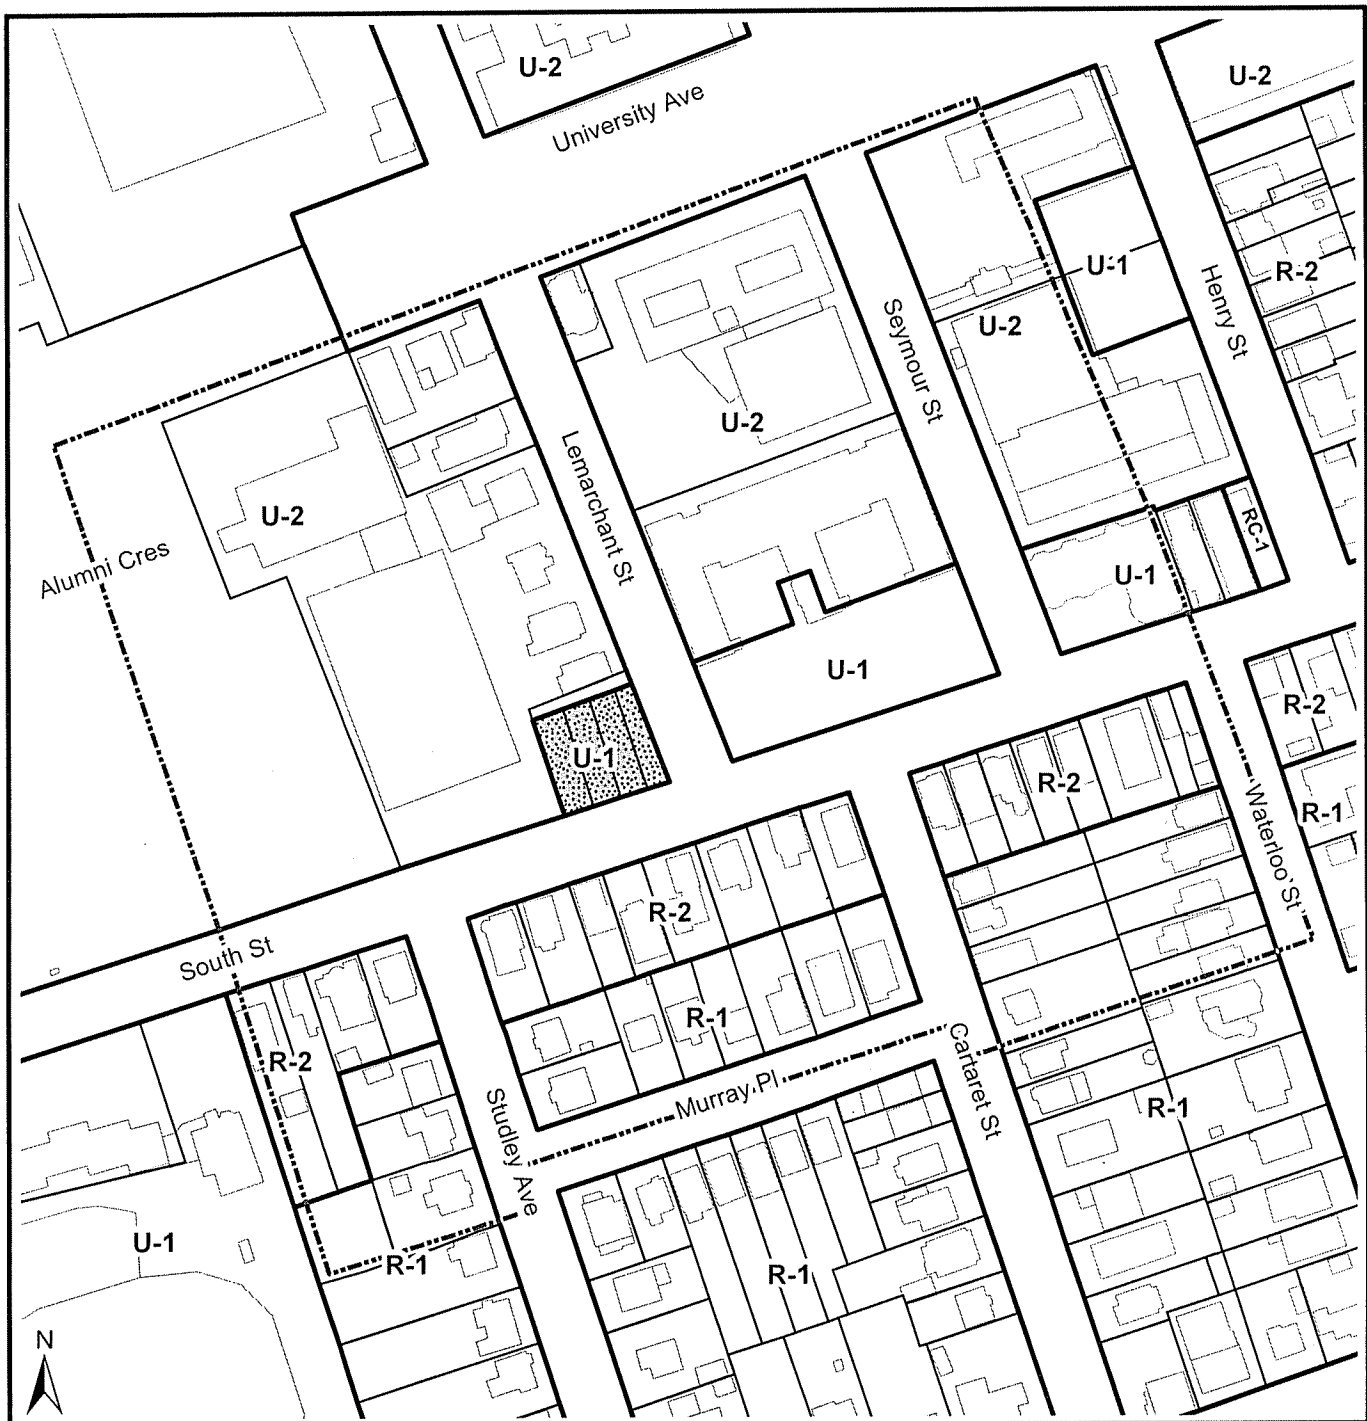 U-2
U-2
University Ave
U-1
R-2
Henry St
U-2
Seymour St
U-2
Lemarchant St
U-2
Alumni Cres
RC-1
U-1
U-1
R-2
U-1
R-2
R-1
Waterloo St
R-2
South St
R-1
R-2
Cartaret St
Murray Pl
Studley Ave
R-1
U-1
R-1
R-1
N